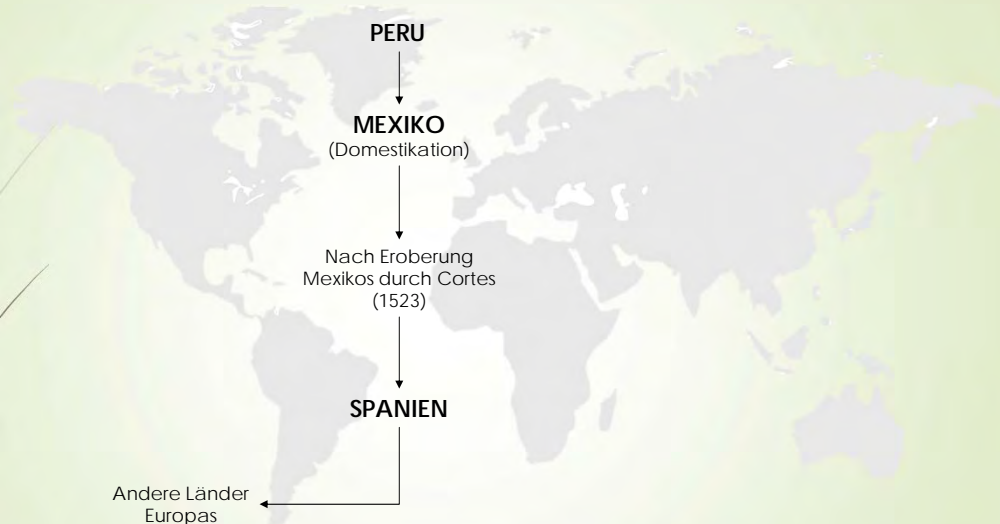 PERU
MEXIKO
(Domestikation)
Nach Eroberung
Mexikos durch Cortes
(1523)
SPANIEN
Andere Länder
Europas